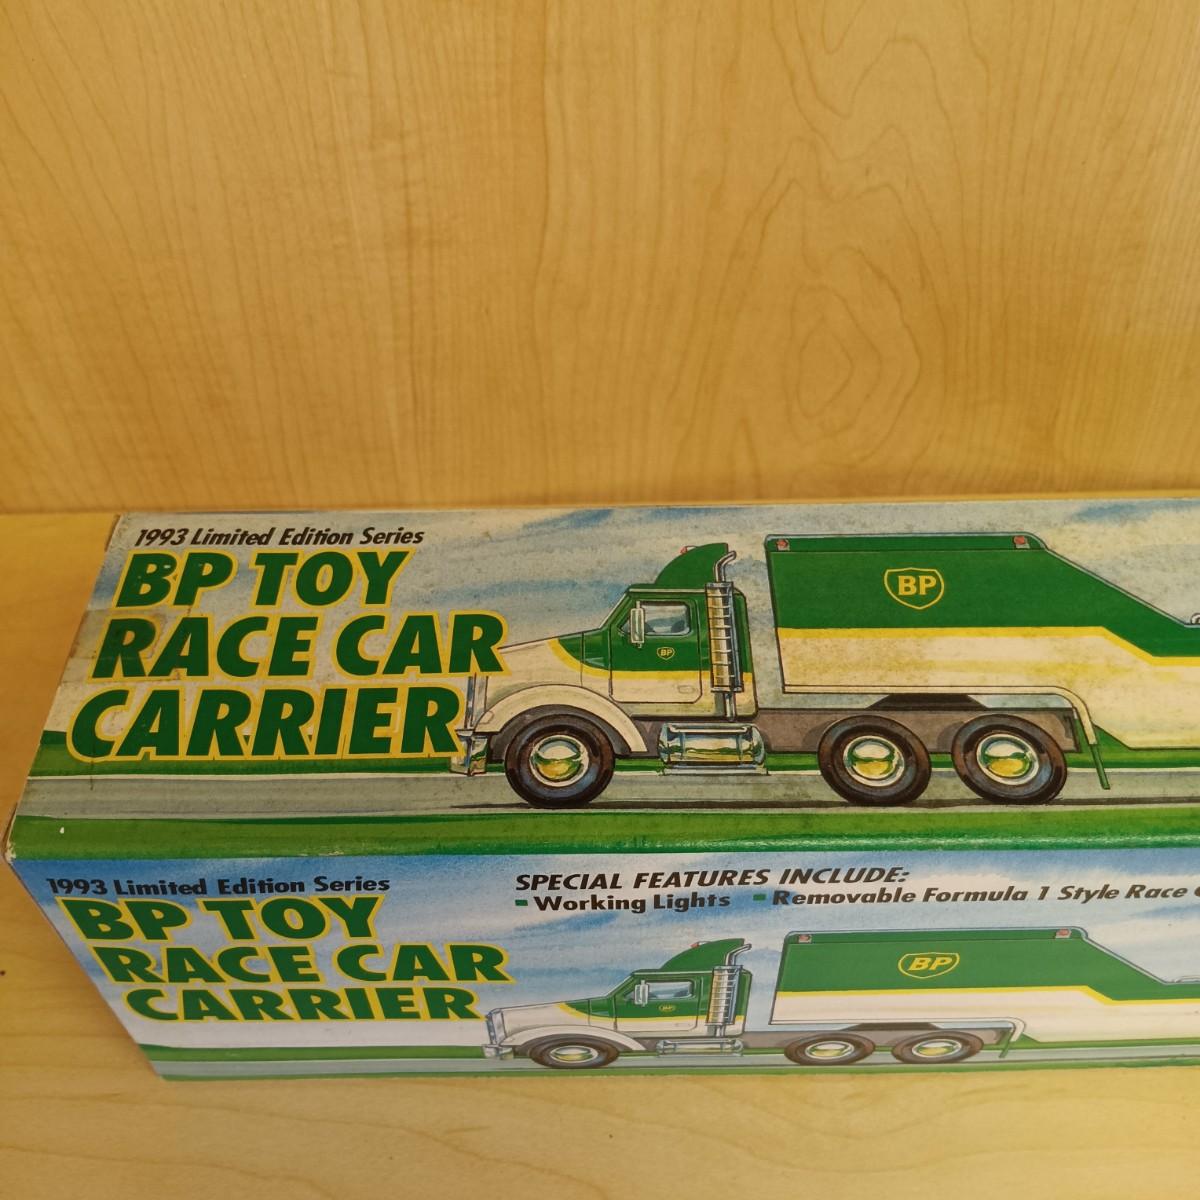 1993 Limited Edition Series
BP TOY
RACE CAR
CARRIER
BP
BP
1993 Limited Edition Series
BP TOY
RACE CAR
CARRIER
SPECIAL FEATURES INCLUDE:
Working Lights Removable Formula 1 Style Race
BP
BP